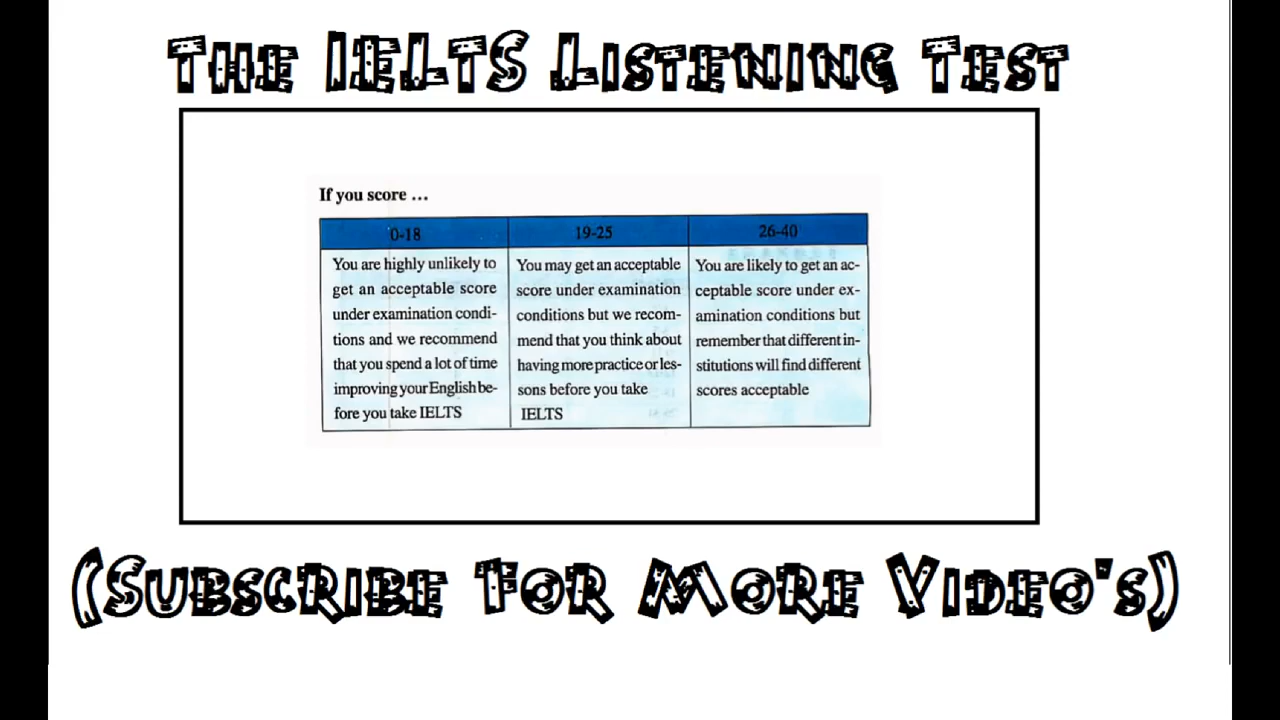 The IELTS Listening Test
If you score ...
0-18
19-25
26-40
You are highly unlikely to
get an acceptable score
under examination condi-
tions and we recommend
that you spend a lot of time
improving your English be-
fore you take IELTS
You may get an acceptable
score under examination
conditions but we recom-
mend that you think about
having more practice or les-
sons before you take
IELTS
You are likely to get an ac-
ceptable score under ex-
amination conditions but
remember that different in-
stitutions will find different
scores acceptable
(Subscribe For More Video's)